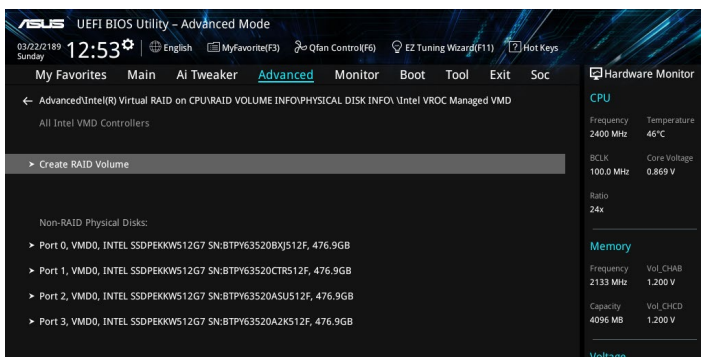 ASUS UEFI BIOS Utility – Advanced Mode
03/22/2189
Sunday
12:53
English
MyFavorite(F3)
Qfan Control(F6)
EZ Tuning Wizard(F11)
? Hot Keys
My Favorites Main Ai Tweaker Advanced Monitor Boot Tool Exit Soc
← Advanced\Intel(R) Virtual RAID on CPU\RAID VOLUME INFO\PHYSICAL DISK INFO\ \Intel VROC Managed VMD
All Intel VMD Controllers
> Create RAID Volume
Non-RAID Physical Disks:
> Port 0, VMD0, INTEL SSDPEKKW512G7 SN:BTPY63520BXJ512F, 476.9GB
> Port 1, VMD0, INTEL SSDPEKKW512G7 SN:BTPY63520CTR512F, 476.9GB
> Port 2, VMD0, INTEL SSDPEKKW512G7 SN:BTPY63520ASU512F, 476.9GB
> Port 3, VMD0, INTEL SSDPEKKW512G7 SN:BTPY63520A2K512F, 476.9GB
Hardware Monitor
CPU
Frequency Temperature
2400 MHz 46°C
BCLK Core Voltage
100.0 MHz 0.869 V
Ratio
24x
Memory
Frequency Vol_CHAB
2133 MHz 1.200 V
Capacity Vol_CHCD
4096 MB 1.200 V
Voltage